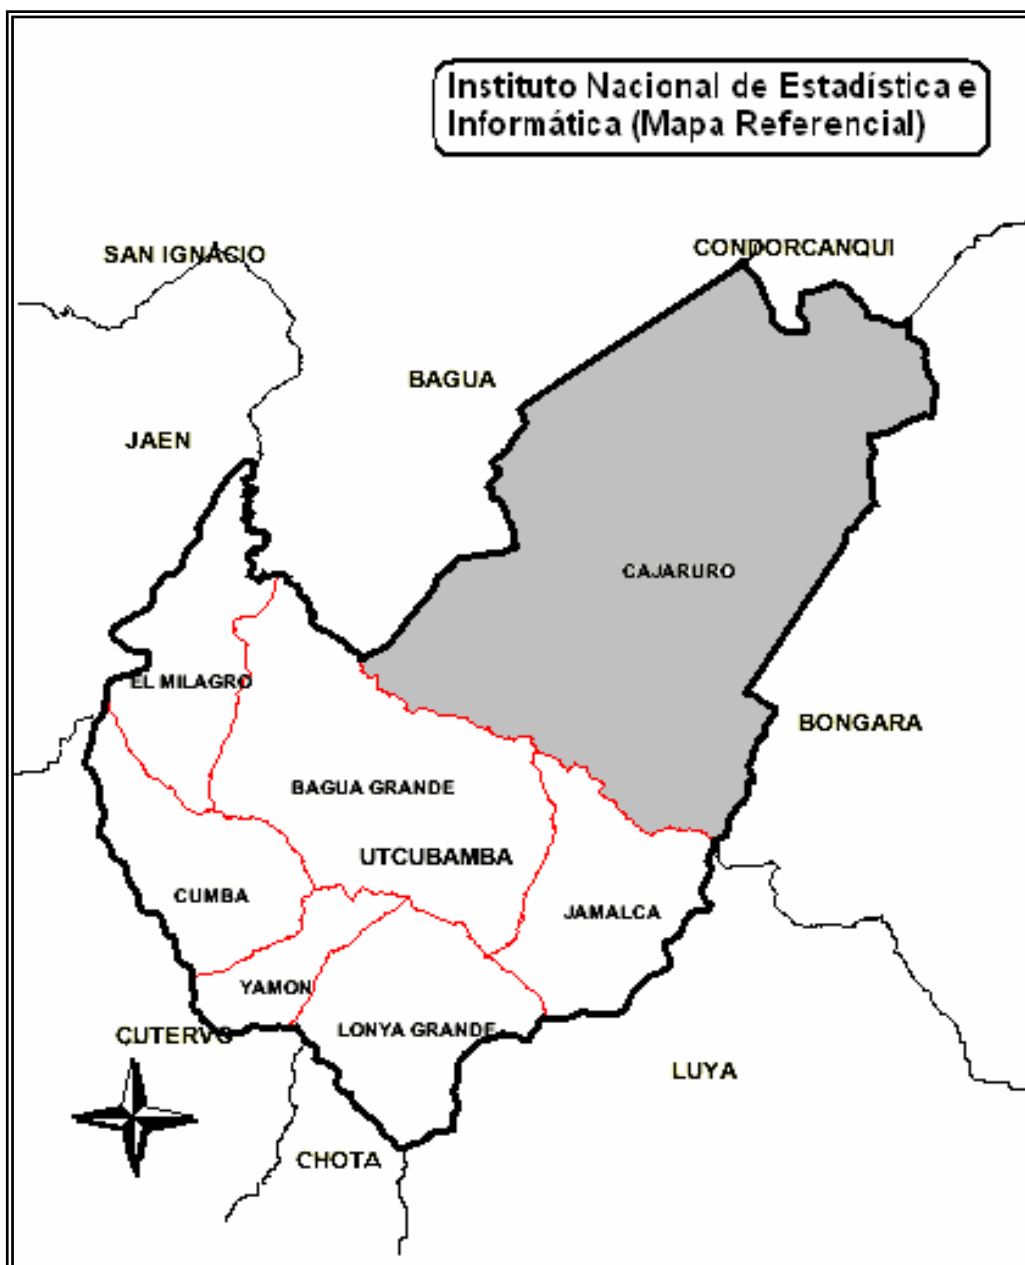 Instituto Nacional de Estadística e
Informática (Mapa Referencial)
SAN IGNACIO
CONDORCANQUI
BAGUA
JAEN
CAJARURO
EL MILAGRO
BONGARA
BAGUA GRANDE
UTCUBAMBA
CUMBA
JAMALCA
YAMON
LONYA GRANDE
CUTERVO
LUYA
CHOTA